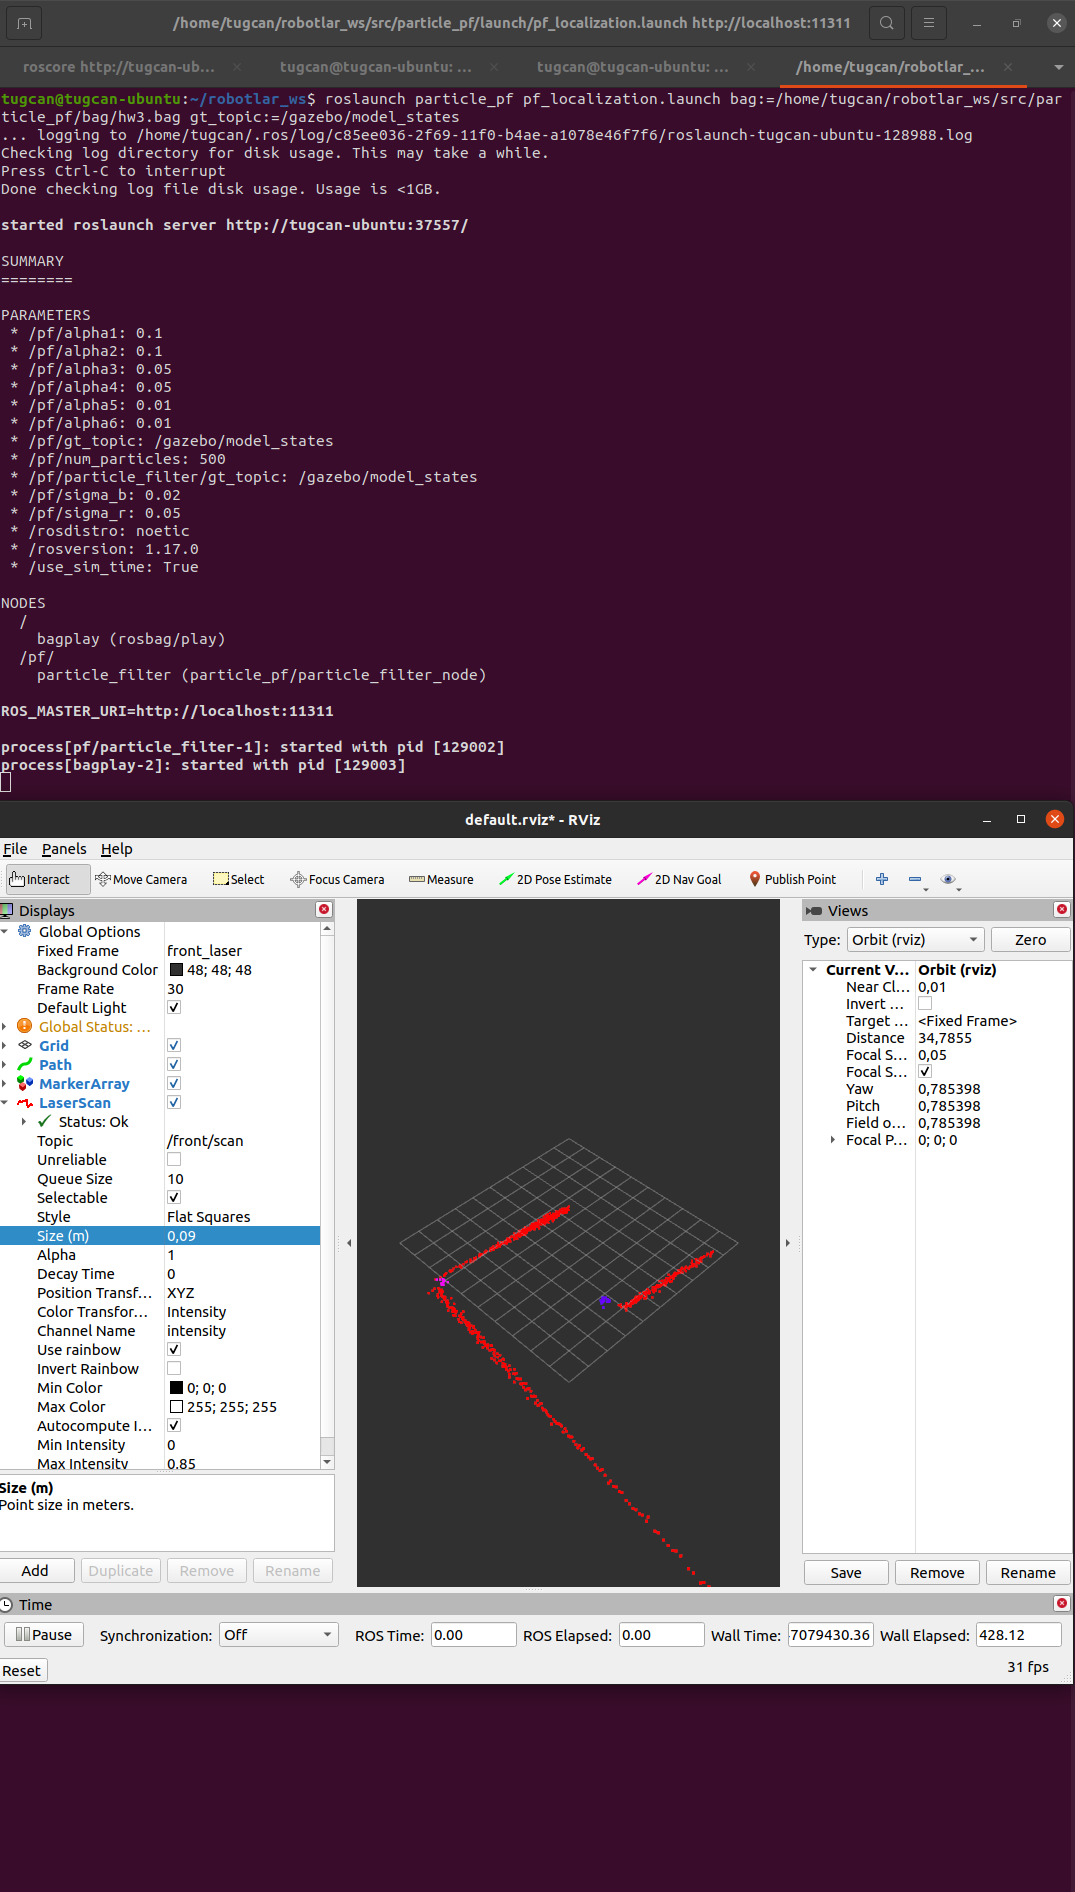 /home/tugcan/robotlar_ws/src/particle_pf/launch/pf_localization.launch http://localhost:11311
roscore http://tugcan-ub...
tugcan@tugcan-ubuntu: ...
tugcan@tugcan-ubuntu: ...
/home/tugcan/robotlar_...
tugcan@tugcan-ubuntu:~/robotlar_ws$ roslaunch particle_pf pf_localization.launch bag:=/home/tugcan/robotlar_ws/src/par
ticle_pf/bag/hw3.bag gt_topic:=/gazebo/model_states
... logging to /home/tugcan/.ros/log/c85ee036-2f69-11f0-b4ae-a1078e46f7f6/roslaunch-tugcan-ubuntu-128988.log
Checking log directory for disk usage. This may take a while.
Press Ctrl-C to interrupt
Done checking log file disk usage. Usage is <1GB.
started roslaunch server http://tugcan-ubuntu:37557/
SUMMARY
========
PARAMETERS
* /pf/alpha1: 0.1
* /pf/alpha2: 0.1
* /pf/alpha3: 0.05
* /pf/alpha4: 0.05
* /pf/alpha5: 0.01
* /pf/alpha6: 0.01
* /pf/gt_topic: /gazebo/model_states
* /pf/num_particles: 500
* /pf/particle_filter/gt_topic: /gazebo/model_states
* /pf/sigma_b: 0.02
* /pf/sigma_r: 0.05
* /rosdistro: noetic
* /rosversion: 1.17.0
* /use_sim_time: True
NODES
/
bagplay (rosbag/play)
/pf/
particle_filter (particle_pf/particle_filter_node)
ROS_MASTER_URI=http://localhost:11311
process[pf/particle_filter-1]: started with pid [129002]
process[bagplay-2]: started with pid [129003]
default.rviz* - RViz
File Panels Help
Interact Move Camera Select Focus Camera Measure 2D Pose Estimate 2D Nav Goal Publish Point
Displays
Global Options
Fixed Frame front_laser
Background Color 48; 48; 48
Frame Rate 30
Default Light
Global Status: ...
Grid
Path
MarkerArray
LaserScan
Status: Ok
Topic /front/scan
Unreliable
Queue Size 10
Selectable
Style Flat Squares
Size (m) 0,09
Alpha 1
Decay Time 0
Position Transf... XYZ
Color Transfor... Intensity
Channel Name intensity
Use rainbow
Invert Rainbow
Min Color 0; 0; 0
Max Color 255; 255; 255
Autocompute I...
Min Intensity 0
Max Intensity 0.85
Size (m)
Point size in meters.
Add Duplicate Remove Rename
Views
Type: Orbit (rviz) Zero
Current V... Orbit (rviz)
Near Cl... 0,01
Invert ...
Target ... <Fixed Frame>
Distance 34,7855
Focal S... 0,05
Focal S...
Yaw 0,785398
Pitch 0,785398
Field o... 0,785398
Focal P... 0; 0; 0
Save Remove Rename
Time
Pause Synchronization: Off ROS Time: 0.00 ROS Elapsed: 0.00 Wall Time: 7079430.36 Wall Elapsed: 428.12
Reset
31 fps